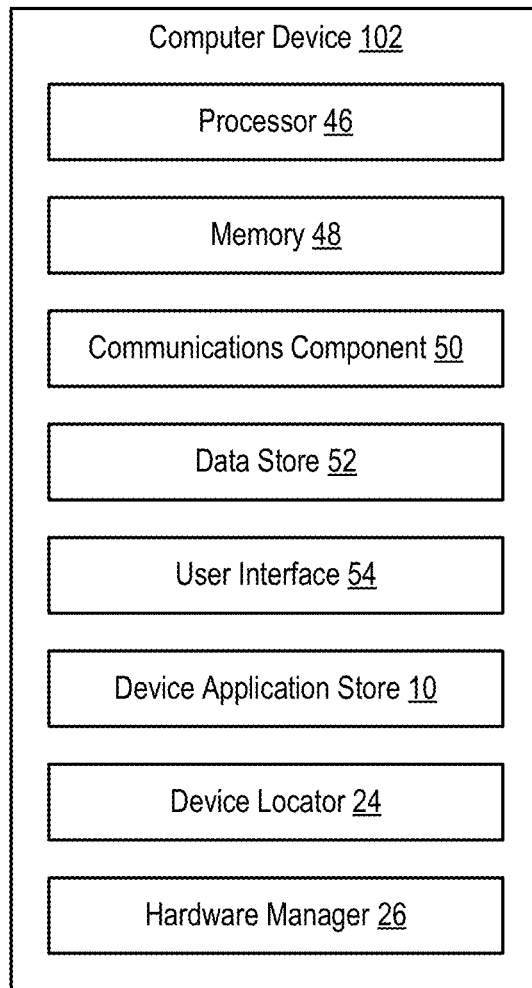 Computer Device 102
Processor 46
Memory 48
Communications Component 50
Data Store 52
User Interface 54
Device Application Store 10
Device Locator 24
Hardware Manager 26